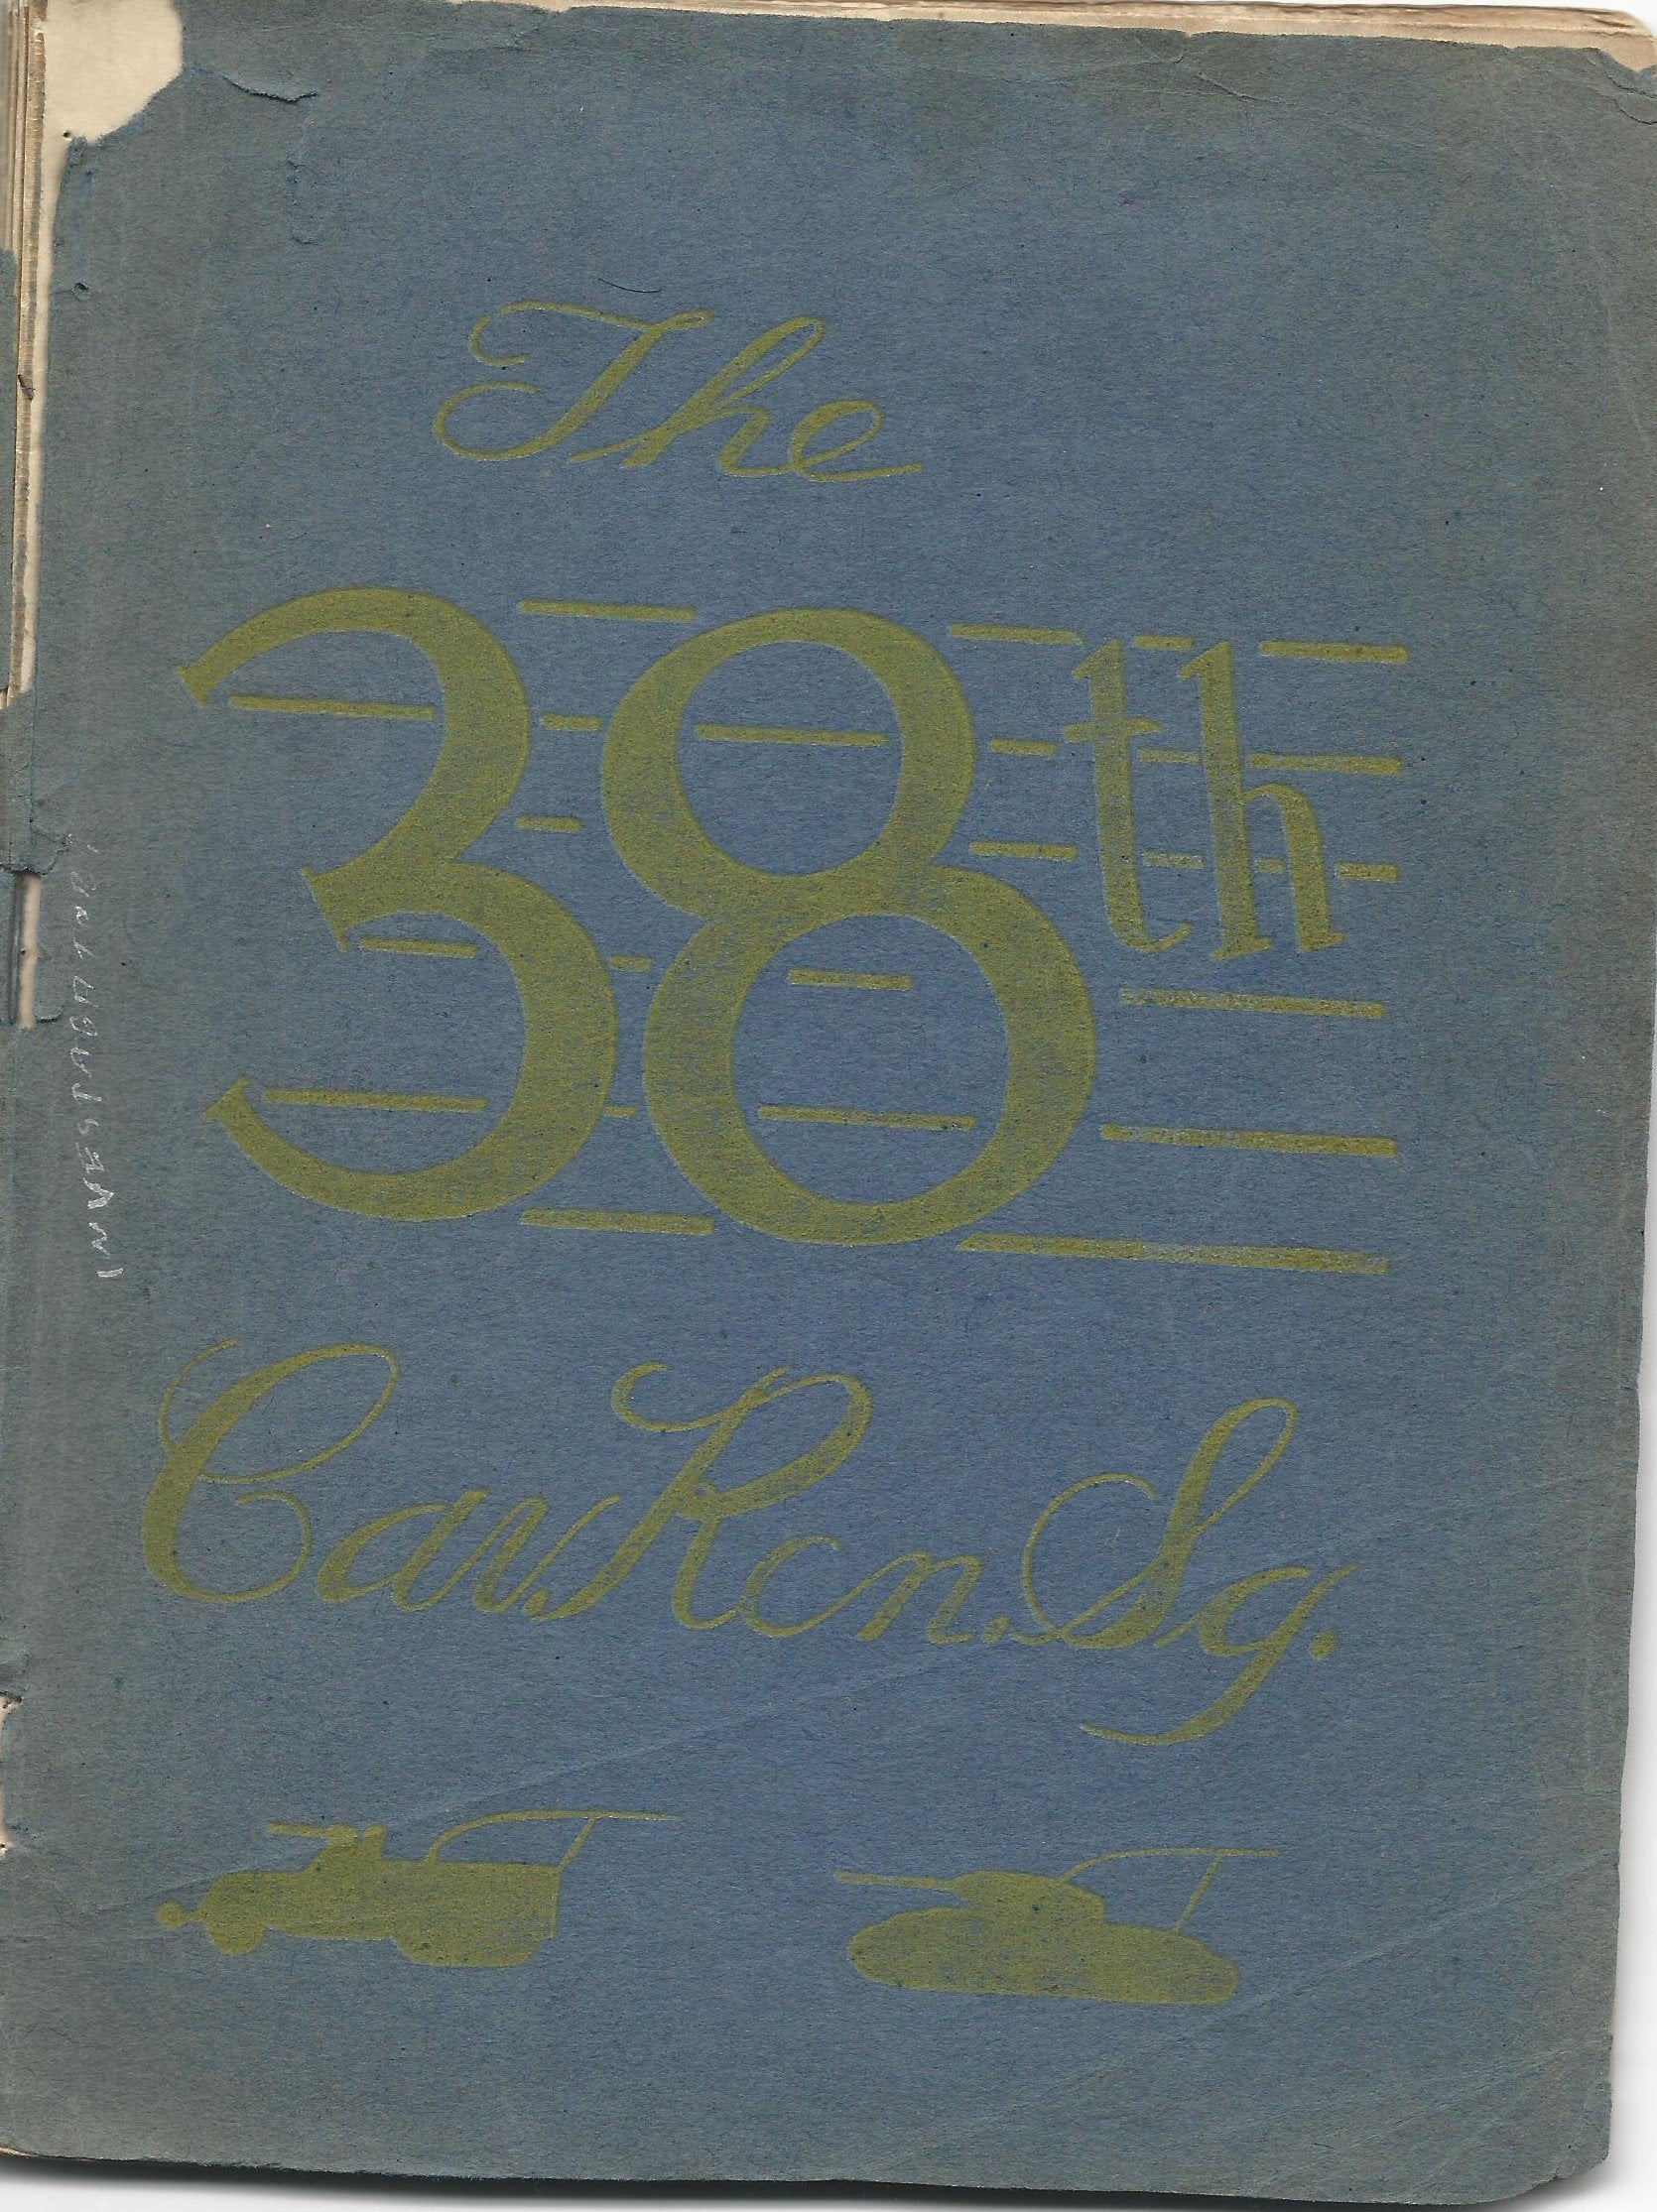 The
38th
Cav. Rcn. Sq.